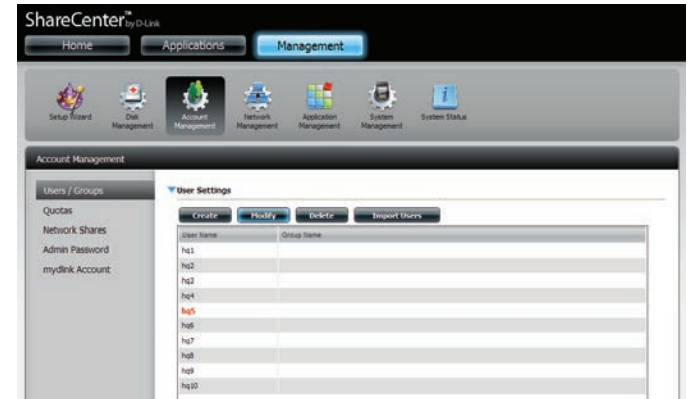 ShareCenter™ by D-Link
Home Applications Management
Setup Wizard Disk Management Account Management Network Management Application Management System Management System Status
Account Management
Users / Groups
Quotas
Network Shares
Admin Password
mydlink Account
User Settings
Create Modify Delete Import Users
User Name Group Name
hq1
hq2
hq3
hq4
hq5
hq6
hq7
hq8
hq9
hq10